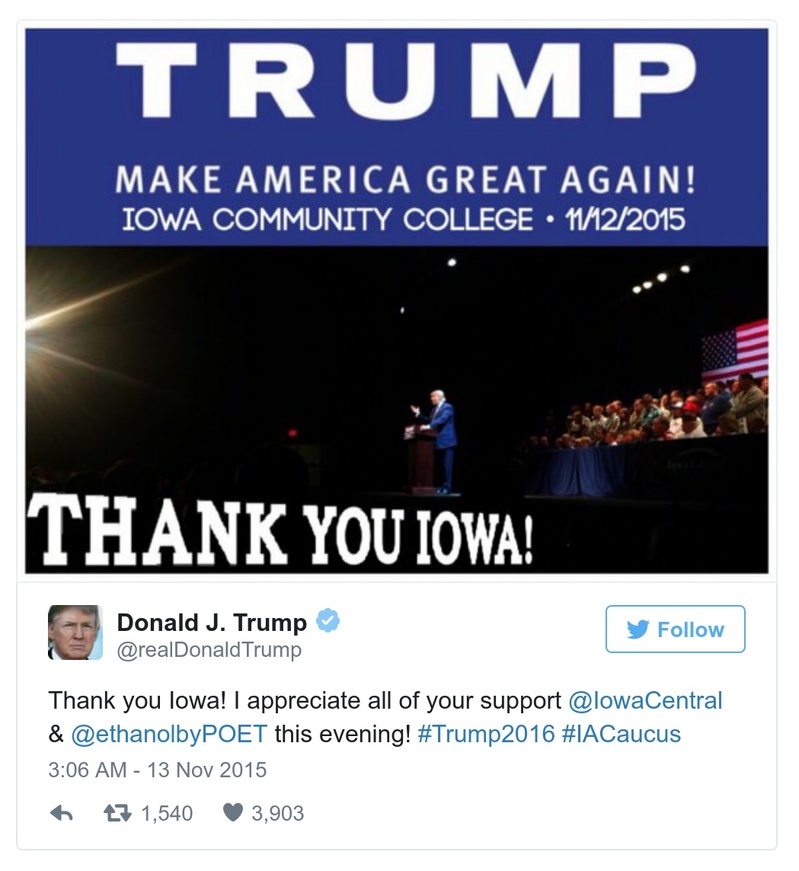 TRUMP
MAKE AMERICA GREAT AGAIN!
IOWA COMMUNITY COLLEGE • 11/12/2015
THANK YOU IOWA!
Donald J. Trump
@realDonaldTrump
Follow
Thank you Iowa! I appreciate all of your support @IowaCentral
& @ethanolbyPOET this evening! #Trump2016 #IACaucus
3:06 AM - 13 Nov 2015
1,540 3,903